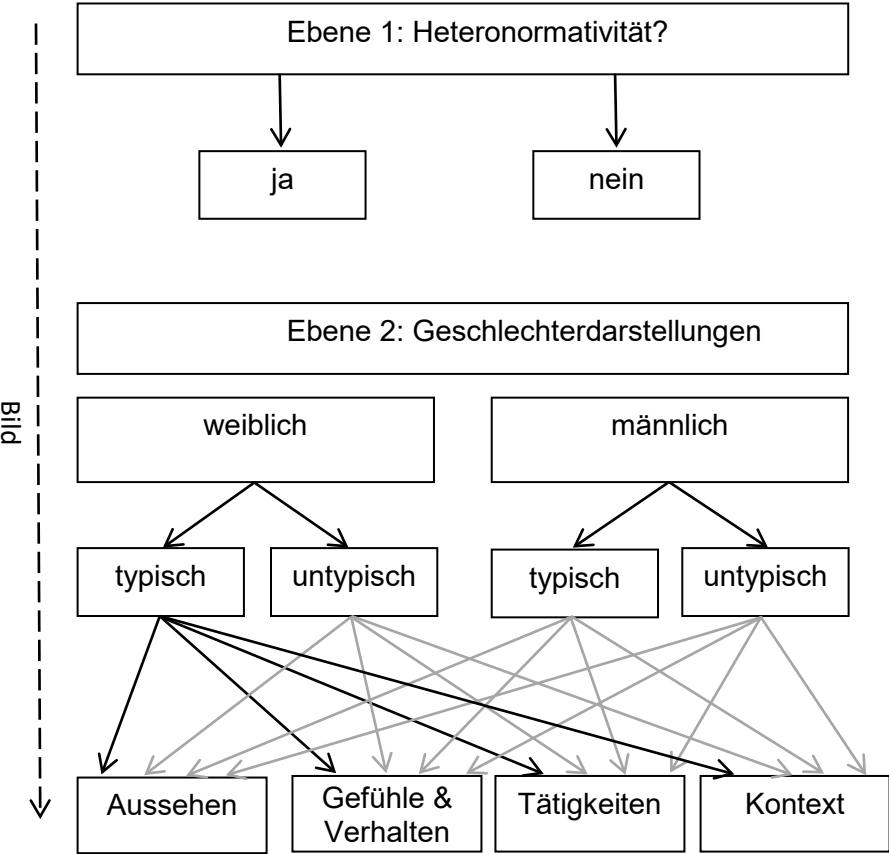 Ebene 1: Heteronormativität?
ja
nein
Ebene 2: Geschlechterdarstellungen
Bild
weiblich
männlich
typisch
untypisch
typisch
untypisch
Aussehen
Gefühle &
Verhalten
Tätigkeiten
Kontext